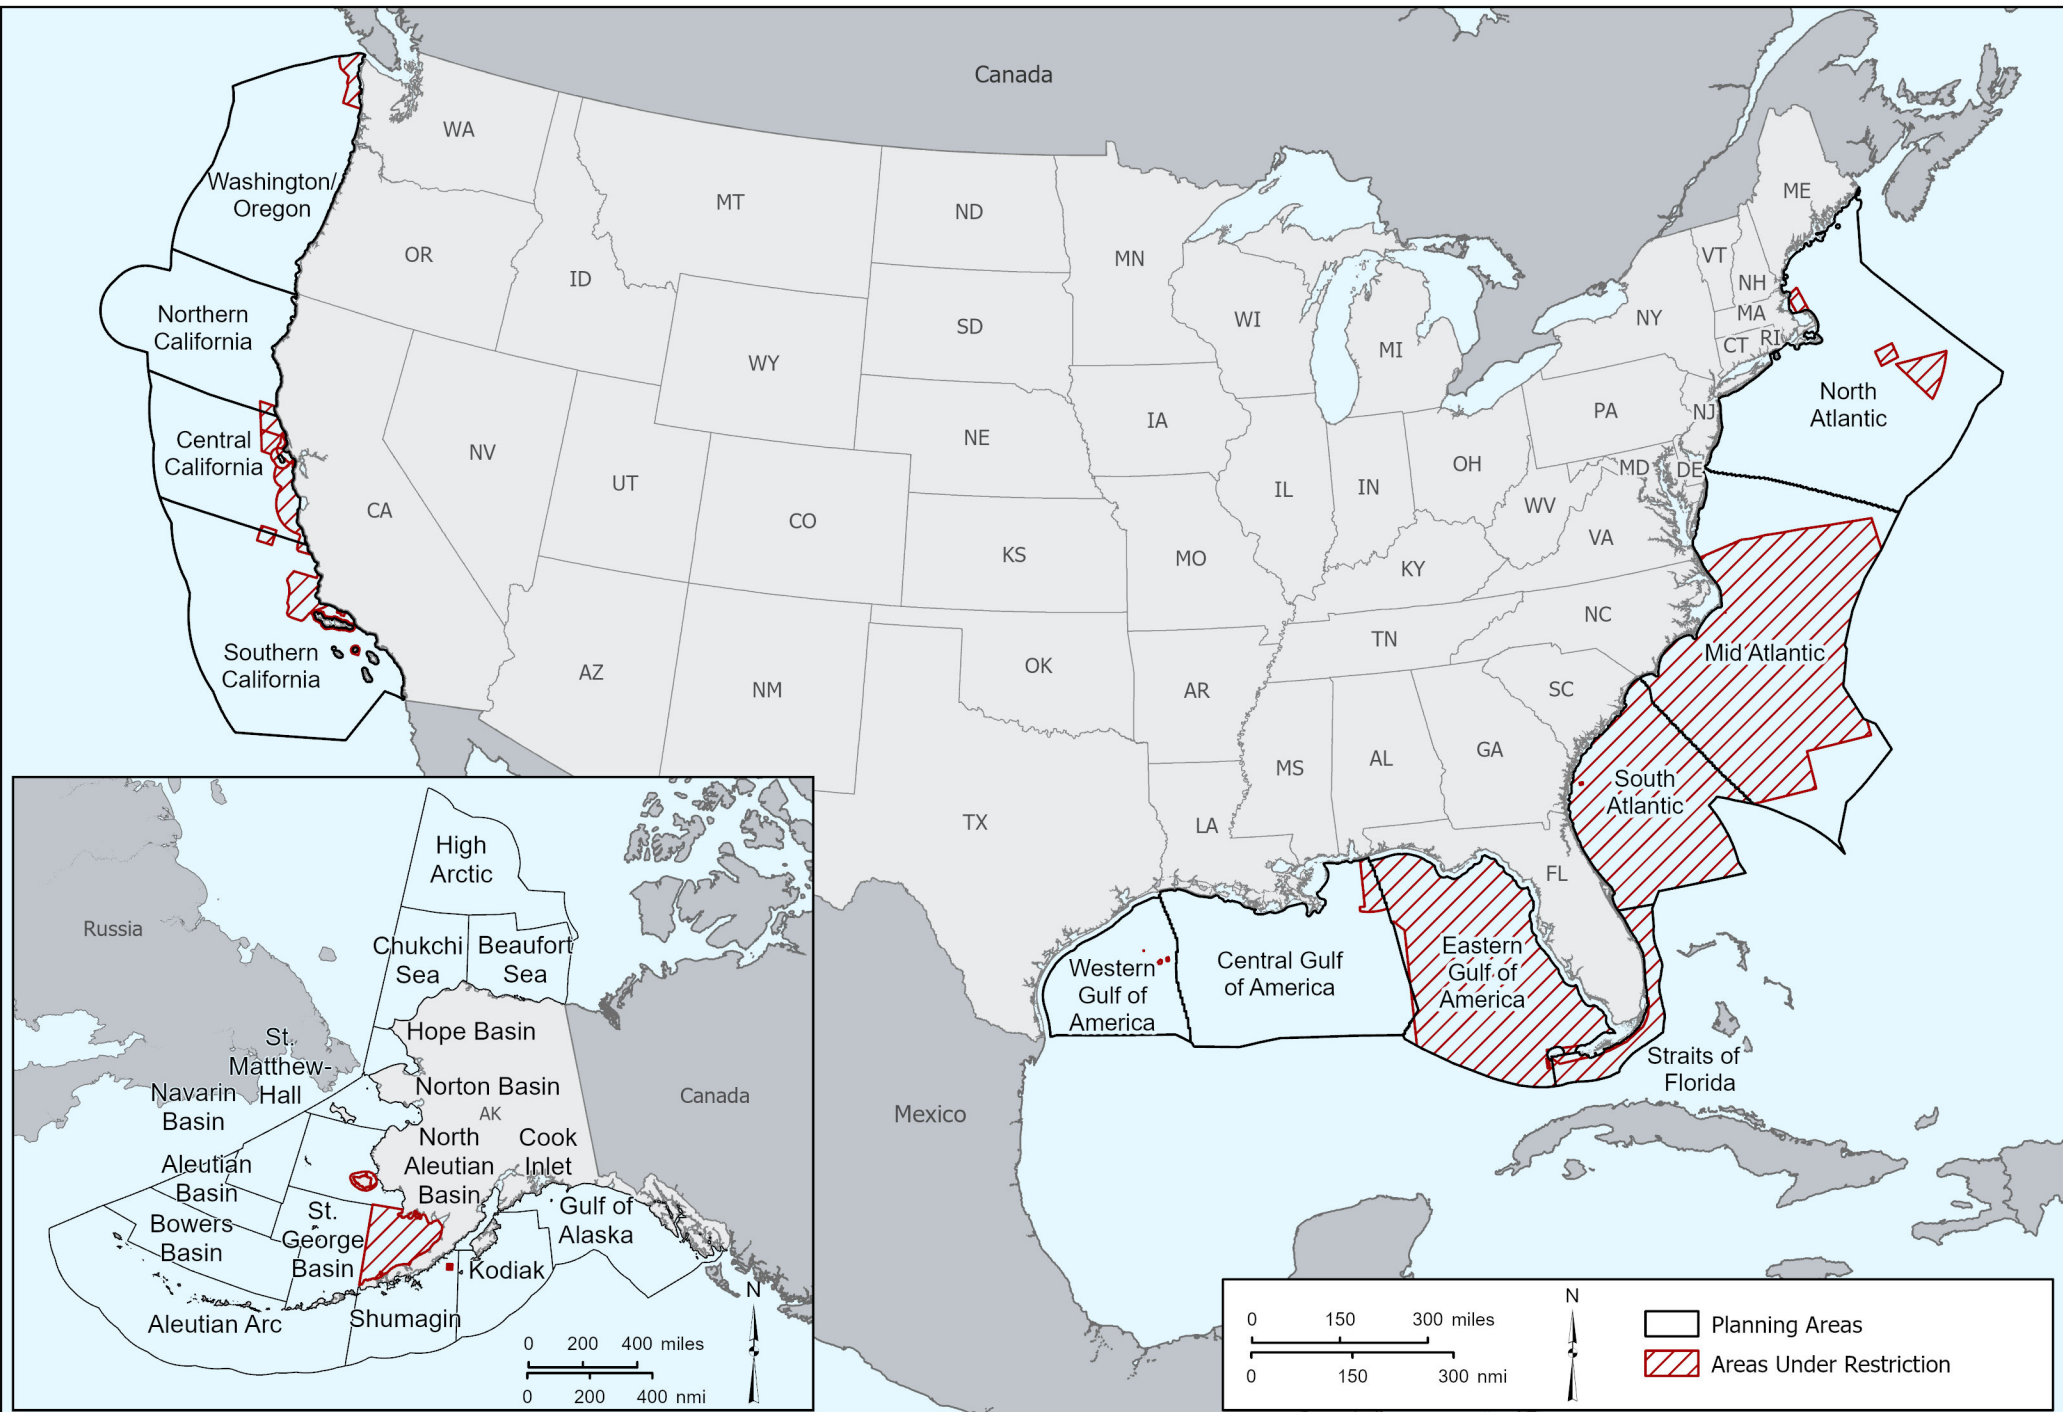 Canada
WA
MT
ND
MN
ME
Washington/
Oregon
OR
ID
SD
WI
MI
VT
NH
NY
MA
CT
RI
Northern
California
WY
North
Atlantic
Central
California
NV
UT
CA
CO
NE
IA
IL
IN
OH
PA
NJ
MD
DE
WV
VA
KS
MO
KY
NC
TN
Mid Atlantic
Southern
California
AZ
NM
OK
AR
SC
MS
AL
GA
South
Atlantic
TX
LA
FL
Western
Gulf of
America
Central Gulf
of America
Eastern
Gulf of
America
Straits of
Florida
Mexico
High
Arctic
Russia
Chukchi
Sea
Beaufort
Sea
Hope Basin
St.
Matthew-
Hall
Navarin
Basin
Norton Basin
AK
Canada
North
Aleutian
Basin
Cook
Inlet
Aleutian
Basin
Bowers
Basin
St.
George
Basin
Gulf of
Alaska
Kodiak
Aleutian Arc
Shumagin
N
0 200 400 miles
0 200 400 nmi
0 150 300 miles
0 150 300 nmi
N
Planning Areas
Areas Under Restriction